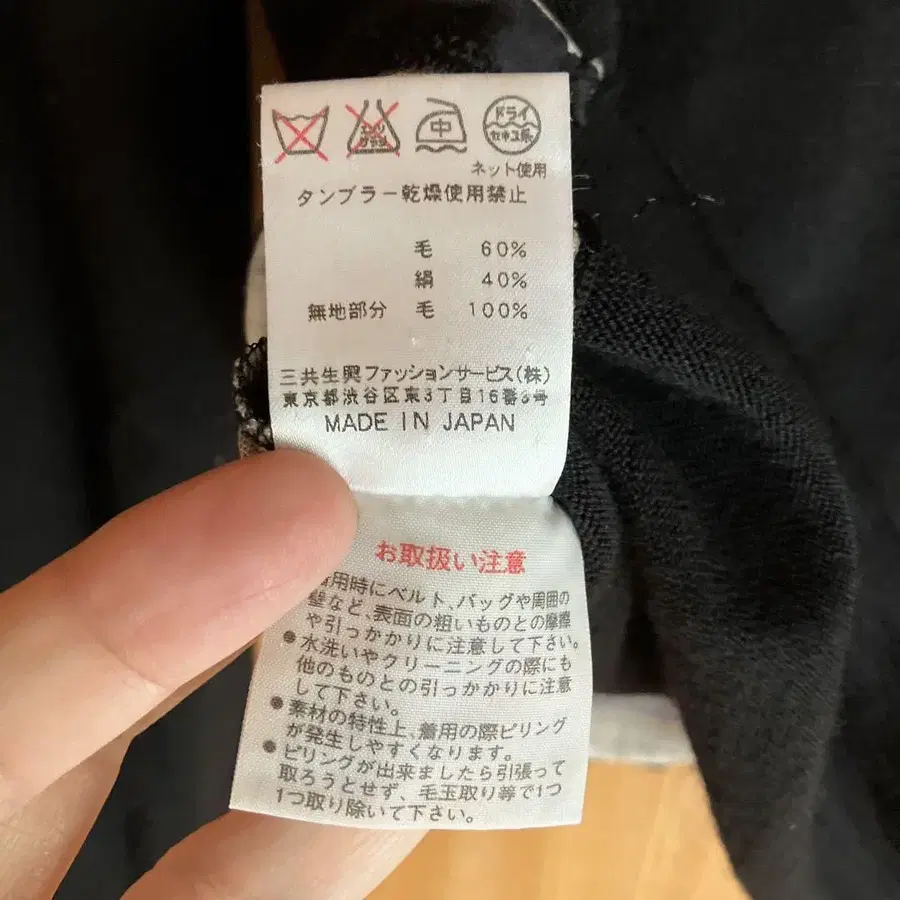 エンソ
サラシ
中
ドライ
セキユ系
ネット使用
タンブラー乾燥使用禁止
毛 60%
絹 40%
無地部分 毛 100%
三共生興ファッションサービス(株)
東京都渋谷区東3丁目16番3号
MADE IN JAPAN
お取扱い注意
着用時にベルト、バッグや周囲の
壁など、表面の粗いものとの摩擦
や引っかかりに注意して下さい。
●水洗いやクリーニングの際にも
他のものとの引っかかりに注意
して下さい。
●素材の特性上、着用の際ピリング
が発生しやすくなります。
●ピリングが出来ましたら引張って
取ろうとせず、毛玉取り等で1つ
1つ取り除いて下さい。